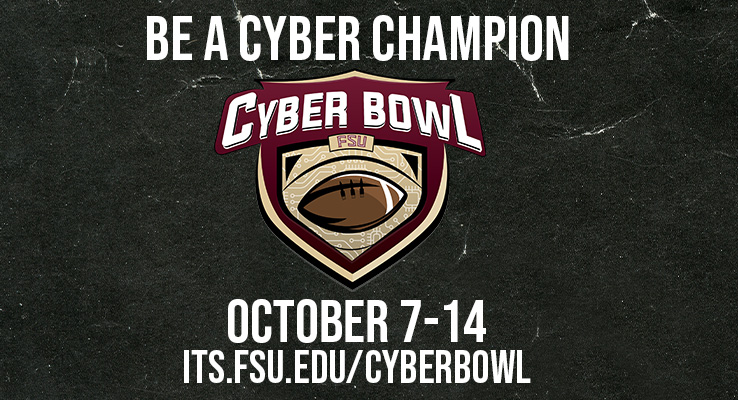 BE A CYBER CHAMPION
CYBER BOWL
FSU
OCTOBER 7-14
ITS.FSU.EDU/CYBERBOWL